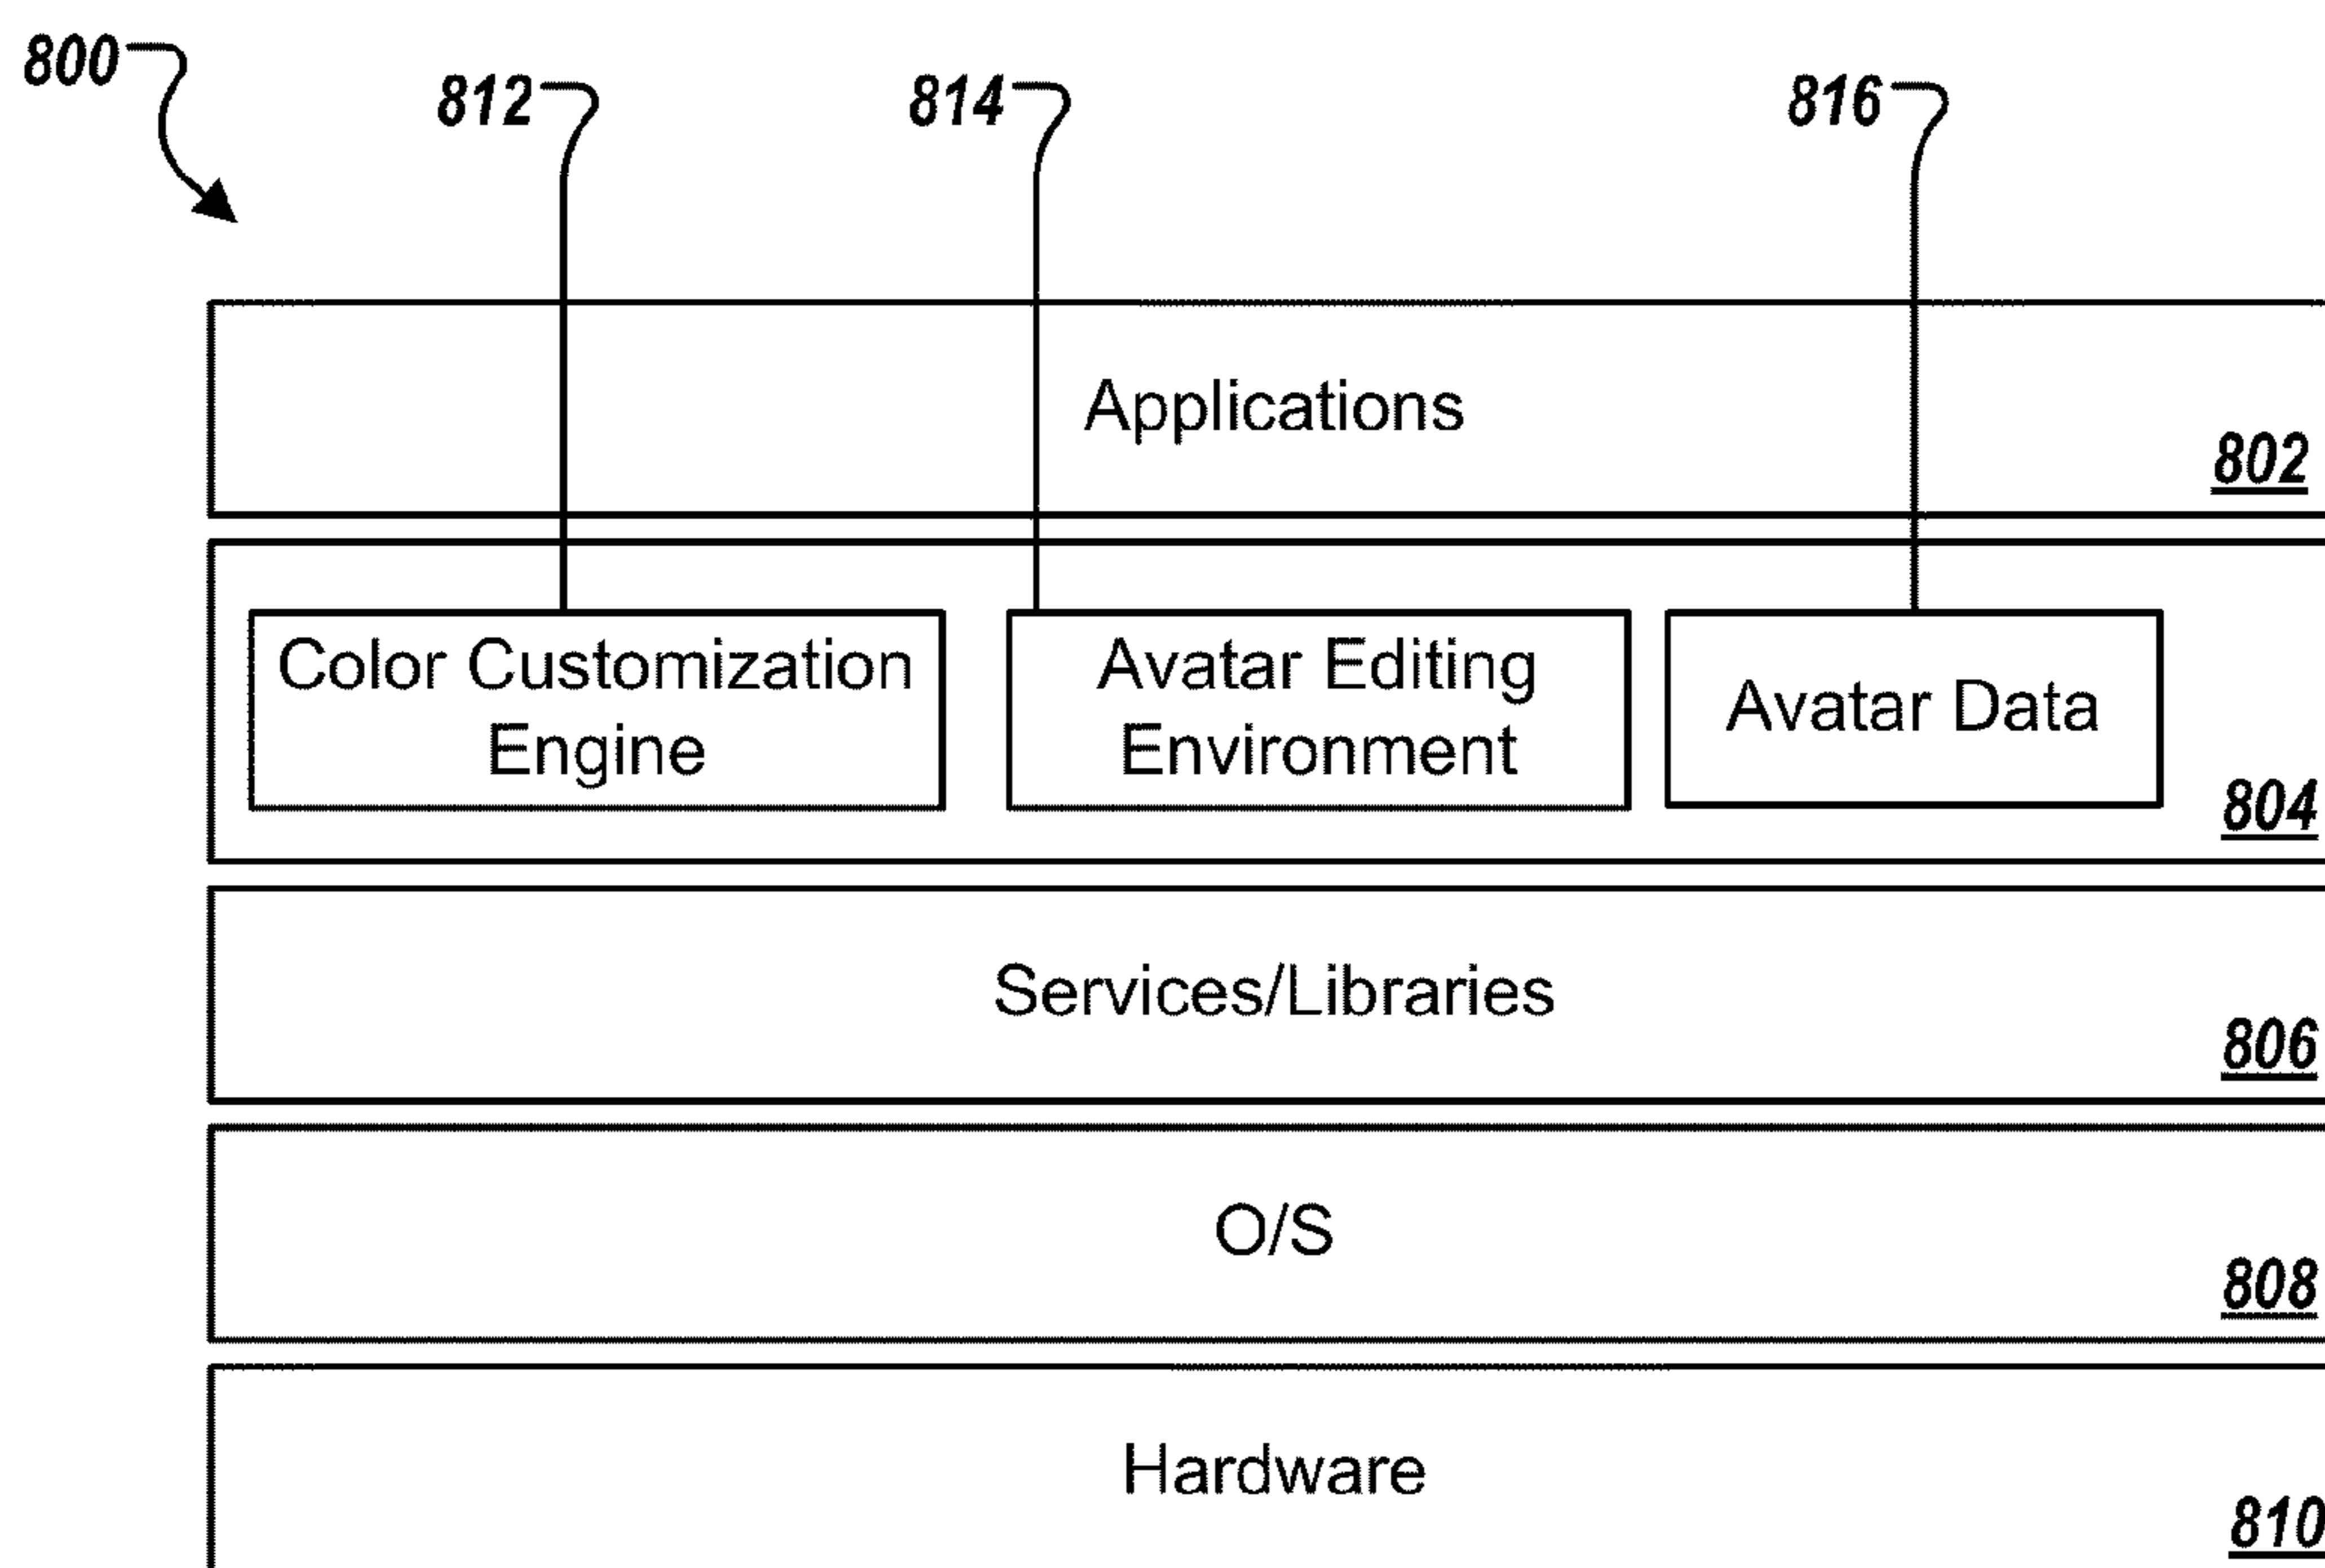 800
812
814
816
Applications
802
Color Customization
Engine
Avatar Editing
Environment
Avatar Data
804
Services/Libraries
806
O/S
808
Hardware
810